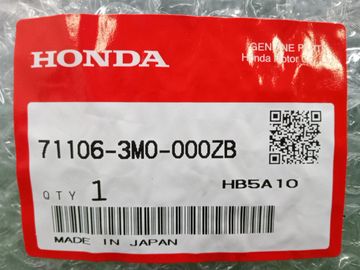 HONDA
GENUINE PARTS
Honda Motor Co.
71106-3M0-000ZB
QTY 1
HB5A10
MADE IN JAPAN